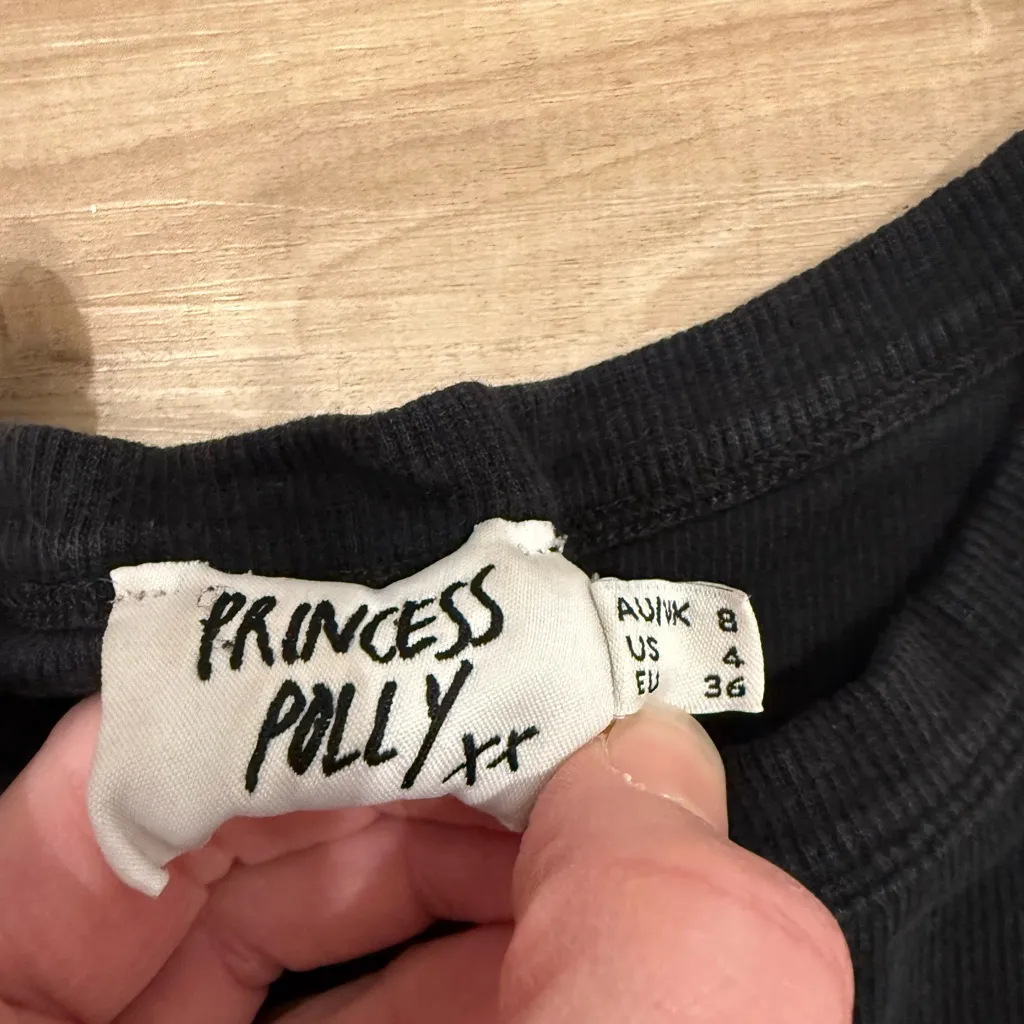 PRINCESS
POLLY xx
AU/UK 8
US 4
EU 36